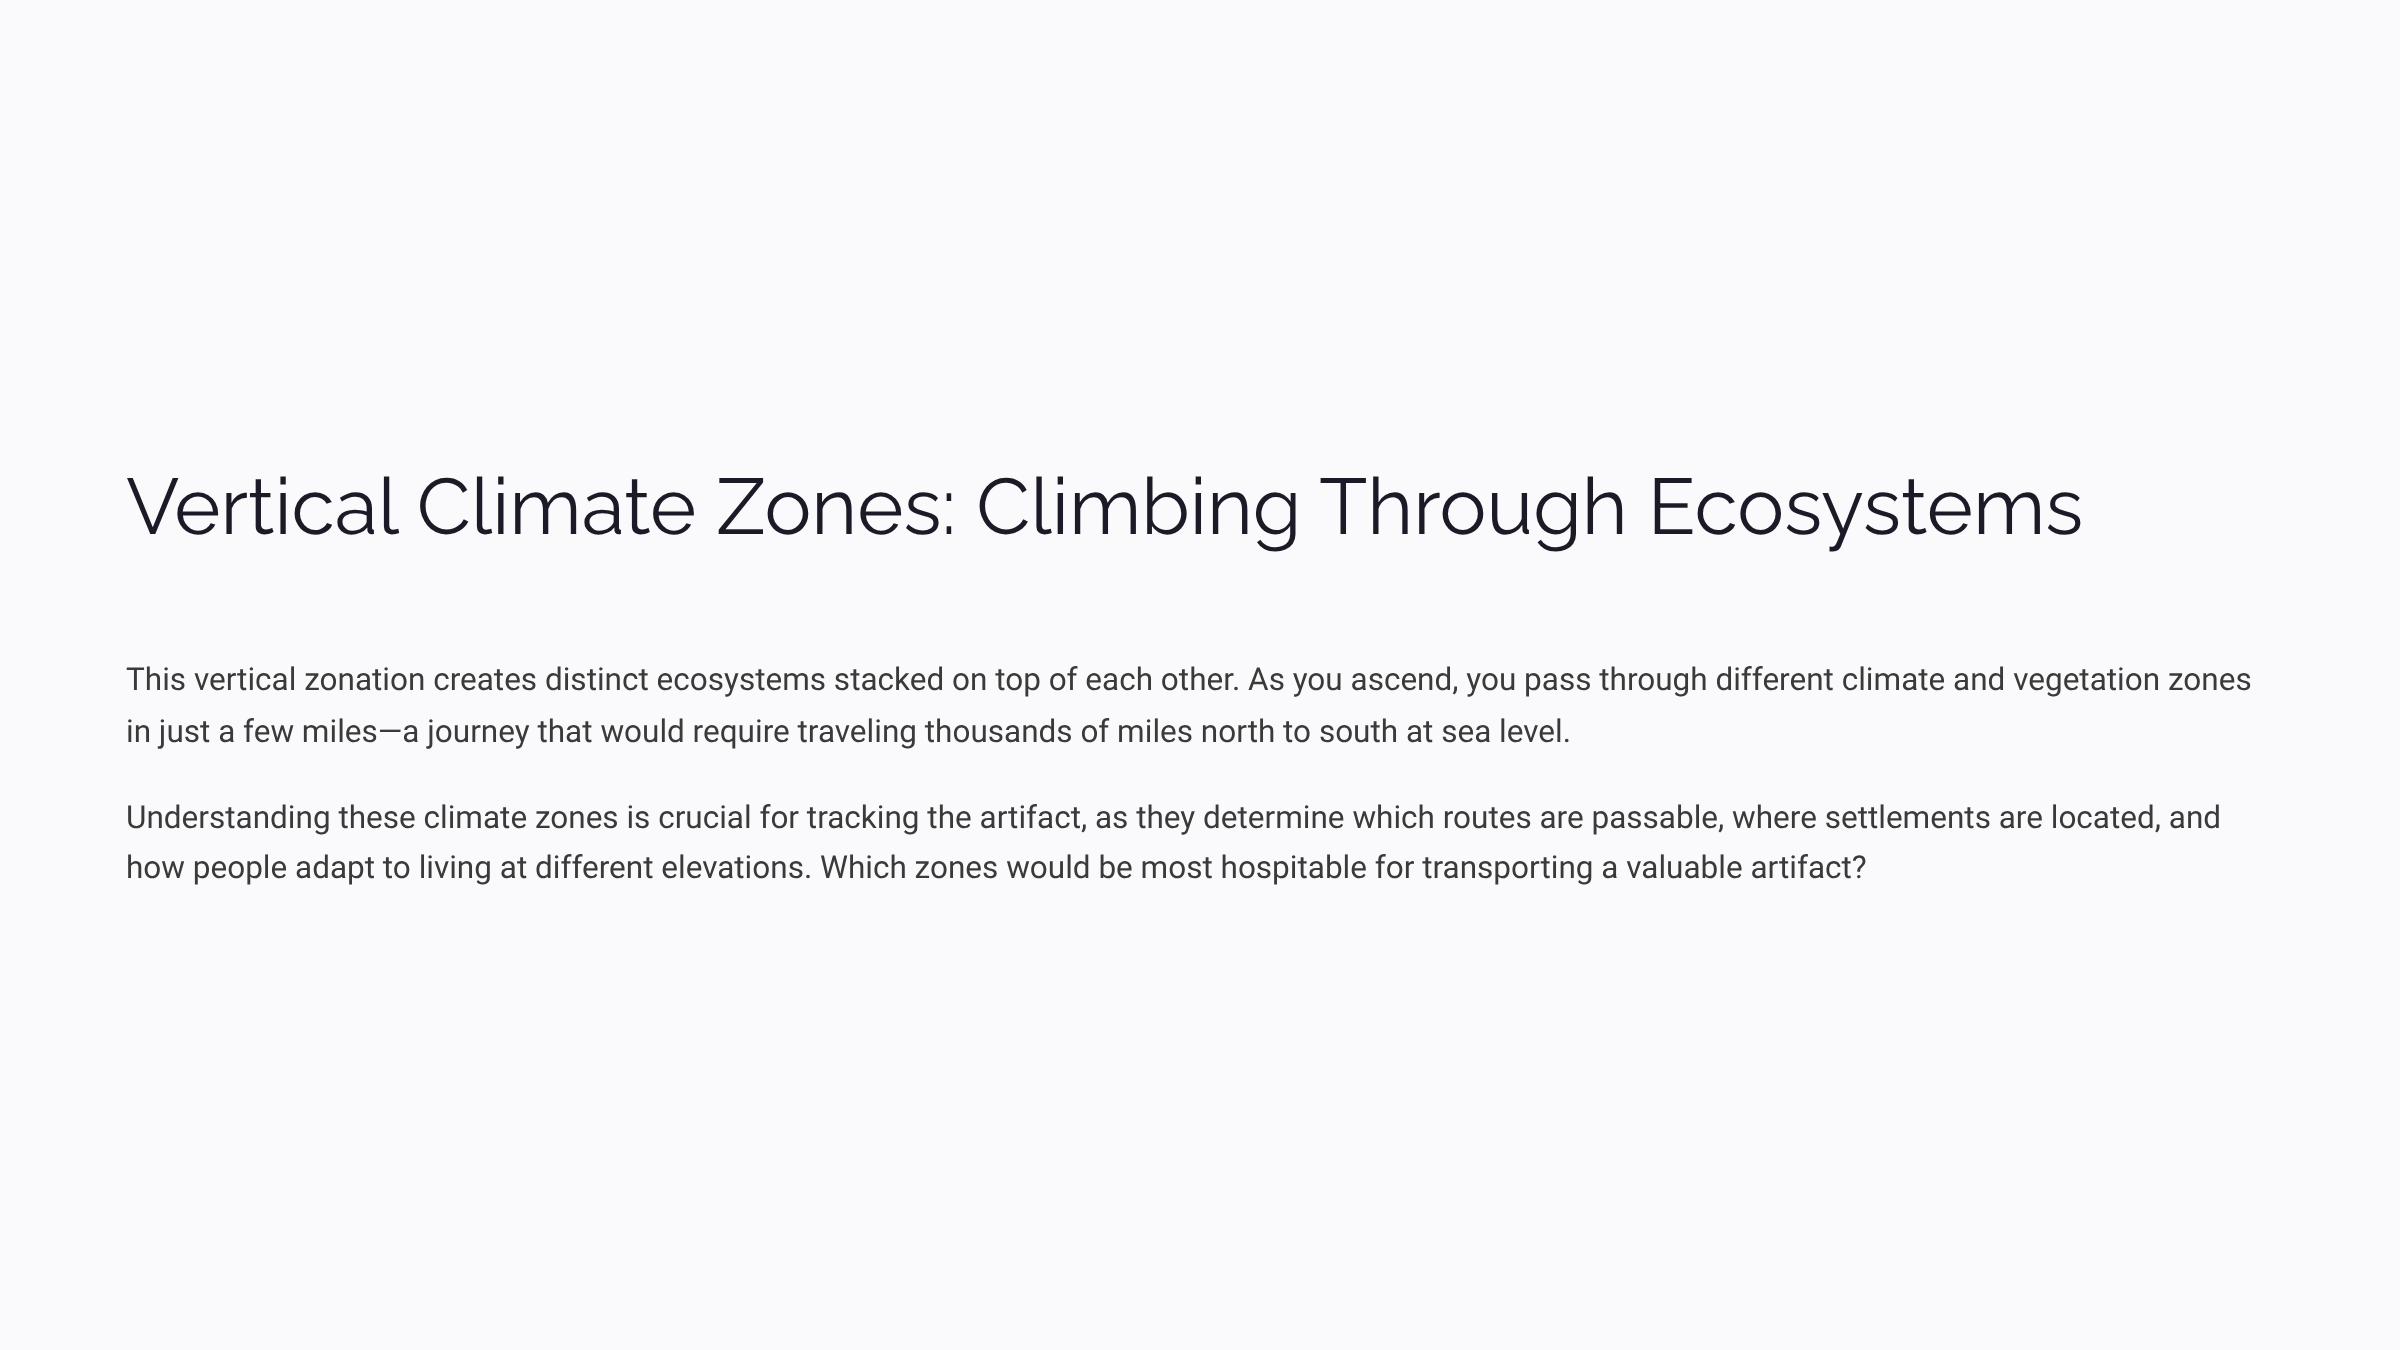 Vertical Climate Zones: Climbing Through Ecosystems
This vertical zonation creates distinct ecosystems stacked on top of each other. As you ascend, you pass through different climate and vegetation zones
in just a few miles—a journey that would require traveling thousands of miles north to south at sea level.
Understanding these climate zones is crucial for tracking the artifact, as they determine which routes are passable, where settlements are located, and
how people adapt to living at different elevations. Which zones would be most hospitable for transporting a valuable artifact?